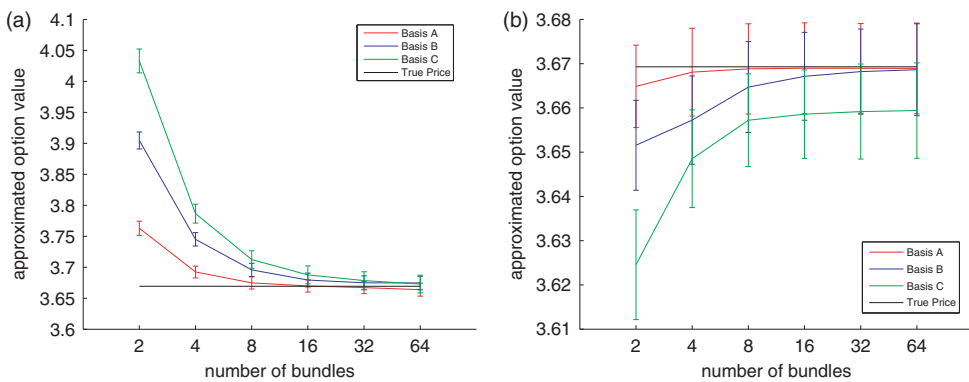 (a)
approximated option value
4.1
4.05
4
3.95
3.9
3.85
3.8
3.75
3.7
3.65
3.6
Basis A
Basis B
Basis C
True Price
2 4 8 16 32 64
number of bundles
(b)
approximated option value
3.68
3.67
3.66
3.65
3.64
3.63
3.62
3.61
Basis A
Basis B
Basis C
True Price
2 4 8 16 32 64
number of bundles